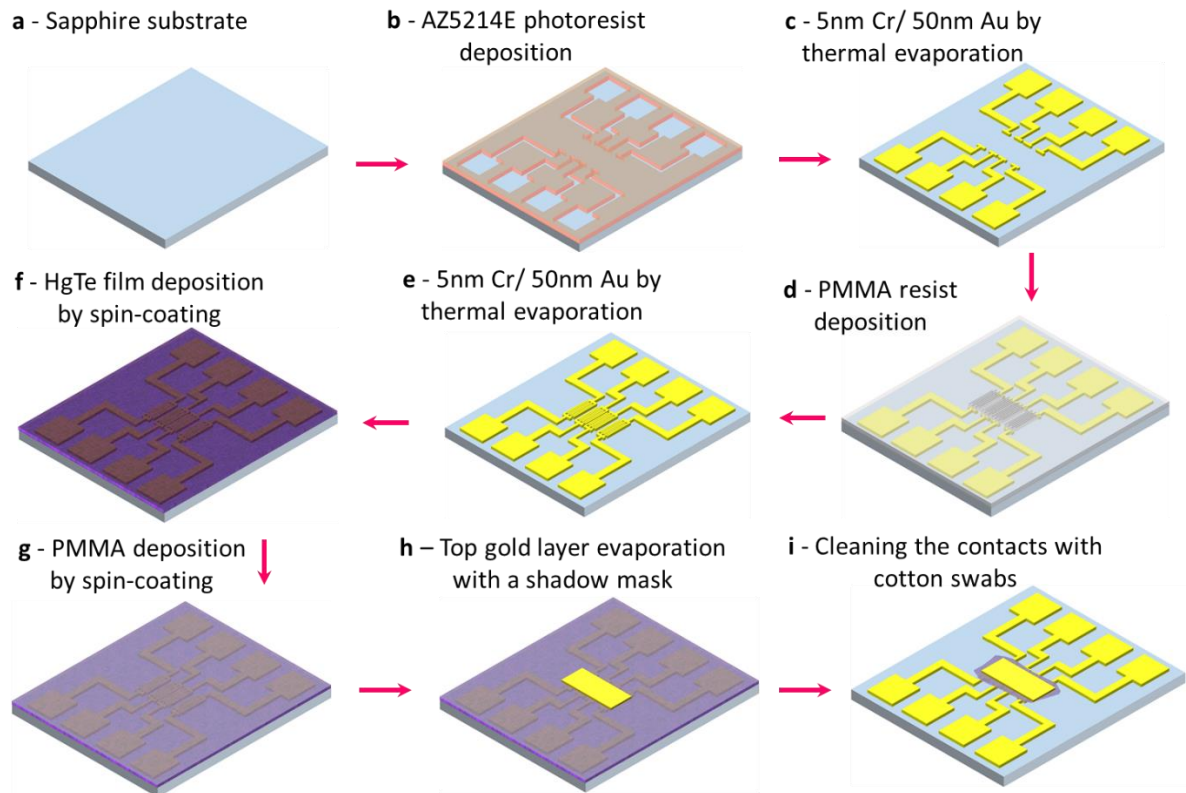 a - Sapphire substrate
b - AZ5214E photoresist
deposition
c - 5nm Cr/ 50nm Au by
thermal evaporation
f - HgTe film deposition
by spin-coating
e - 5nm Cr/ 50nm Au by
thermal evaporation
d - PMMA resist
deposition
g - PMMA deposition
by spin-coating
h – Top gold layer evaporation
with a shadow mask
i - Cleaning the contacts with
cotton swabs